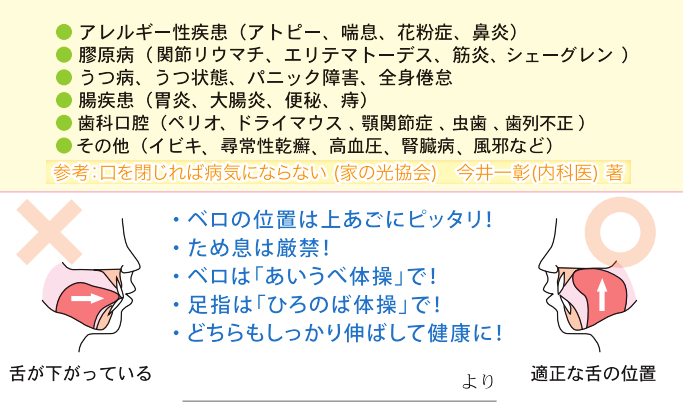 ● アレルギー性疾患（アトピー、喘息、花粉症、鼻炎）
● 膠原病（関節リウマチ、エリテマトーデス、筋炎、シェーグレン）
● うつ病、うつ状態、パニック障害、全身倦怠
● 腸疾患（胃炎、大腸炎、便秘、痔）
● 歯科口腔（ペリオ、ドライマウス、顎関節症、虫歯、歯列不正）
● その他（イビキ、尋常性乾癬、高血圧、腎臓病、風邪など）
参考：口を閉じれば病気にならない (家の光協会)　今井一彰(内科医) 著
・ベロの位置は上あごにピッタリ！
・ため息は厳禁！
・ベロは「あいうべ体操」で！
・足指は「ひろのば体操」で！
・どちらもしっかり伸ばして健康に！
舌が下がっている
適正な舌の位置
より